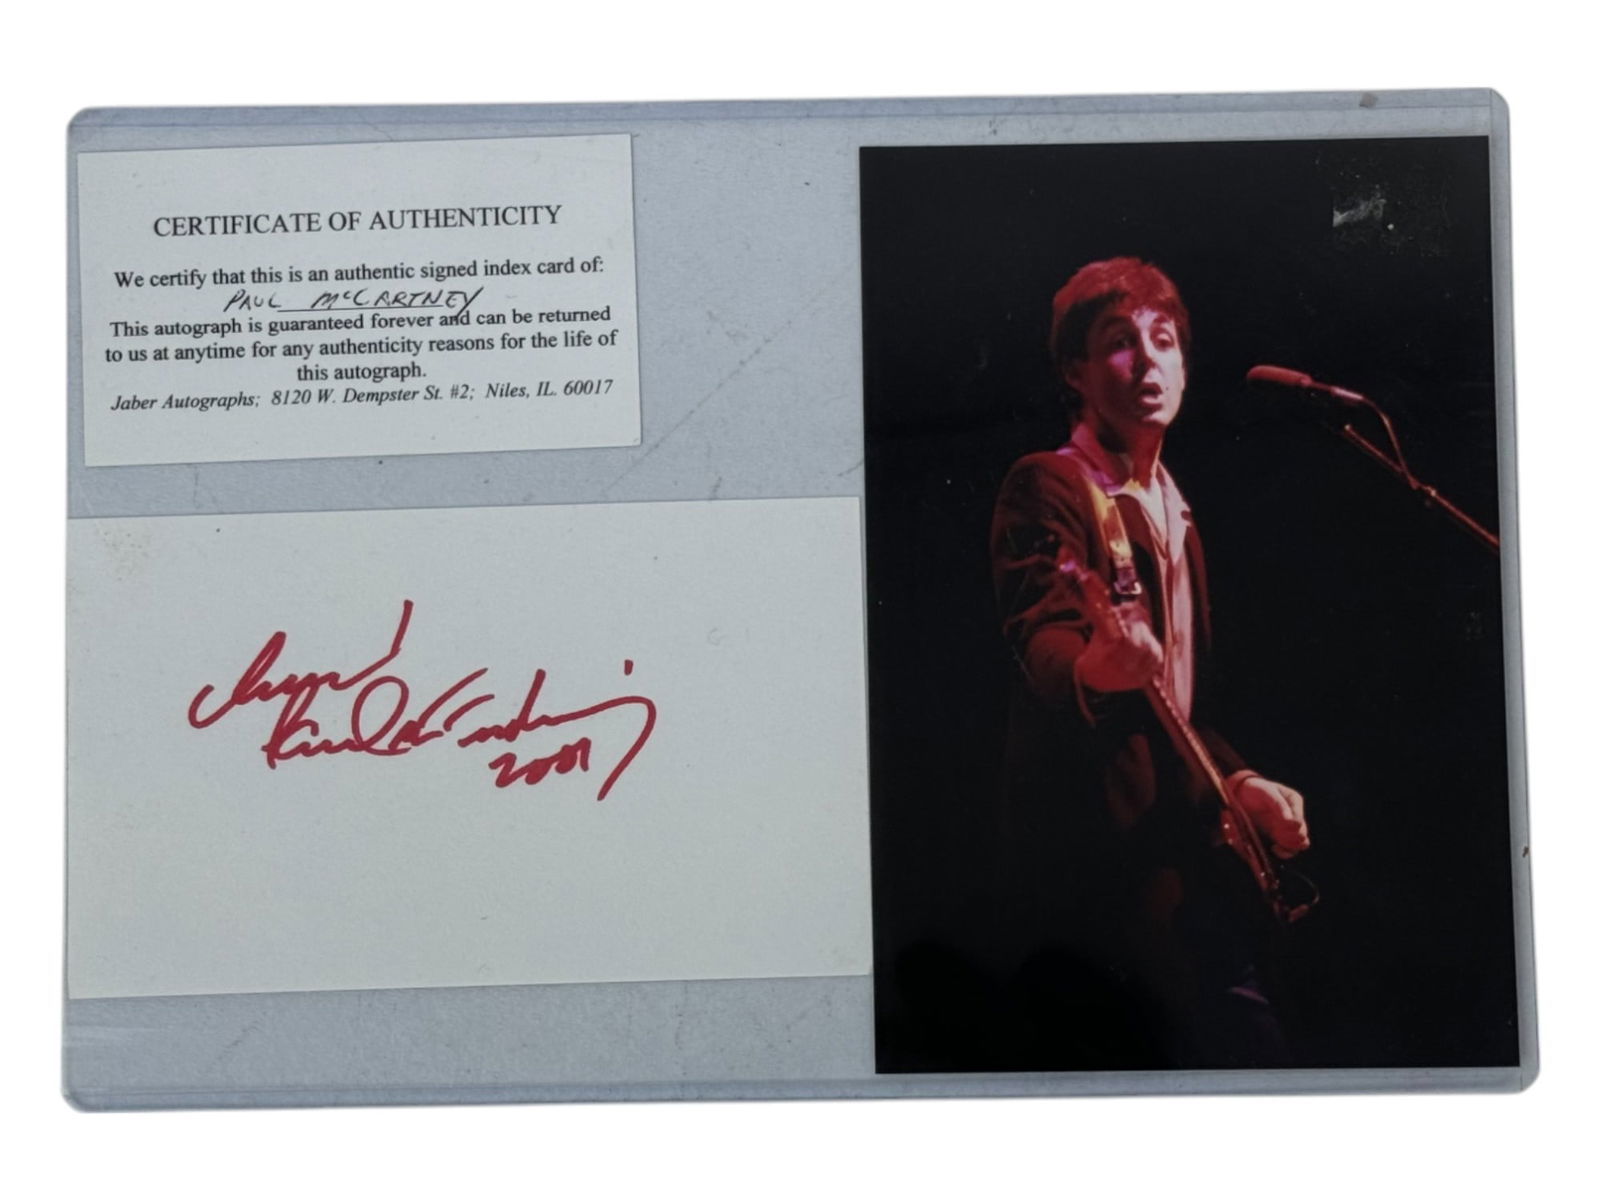 CERTIFICATE OF AUTHENTICITY
We certify that this is an authentic signed index card of:
PAUL McCARTNEY
This autograph is guaranteed forever and can be returned
to us at anytime for any authenticity reasons for the life of
this autograph.
Jaber Autographs; 8120 W. Dempster St. #2; Niles, IL. 60017
Paul McCartney
2001